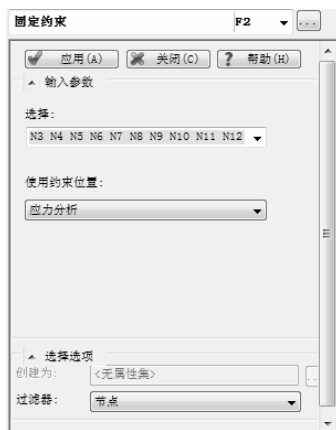 固定约束 F2 ...
应用(A) 关闭(C) ? 帮助(H)
输入参数
选择:
N3 N4 N5 N6 N7 N8 N9 N10 N11 N12
使用约束位置:
应力分析
选择选项
创建为: <无属性集> ..
过滤器: 节点